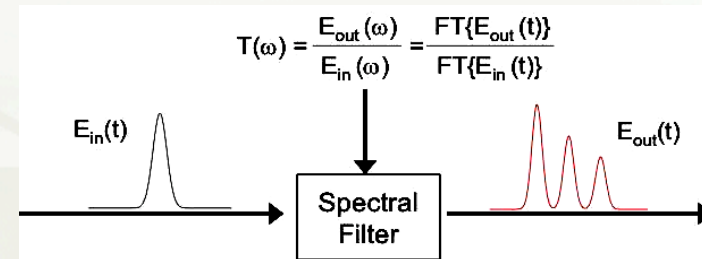 T(ω) = E_out(ω) / E_in(ω) = FT{E_out(t)} / FT{E_in(t)}
E_in(t)
E_out(t)
Spectral
Filter